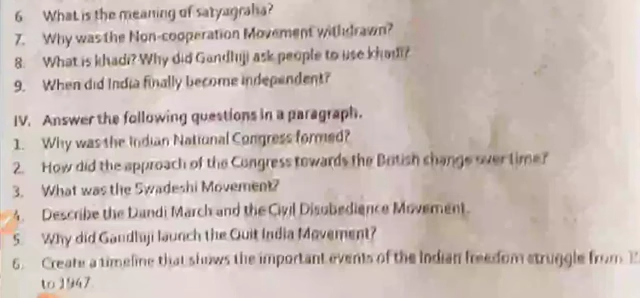 6. What is the meaning of satyagraha?
7. Why was the Non-cooperation Movement withdrawn?
8. What is khadi? Why did Gandhiji ask people to use khadi?
9. When did India finally become independent?
IV. Answer the following questions in a paragraph.
1. Why was the Indian National Congress formed?
2. How did the approach of the Congress towards the British change over time?
3. What was the Swadeshi Movement?
4. Describe the Dandi March and the Civil Disobedience Movement.
5. Why did Gandhiji launch the Quit India Movement?
6. Create a timeline that shows the important events of the Indian freedom struggle from
to 1947